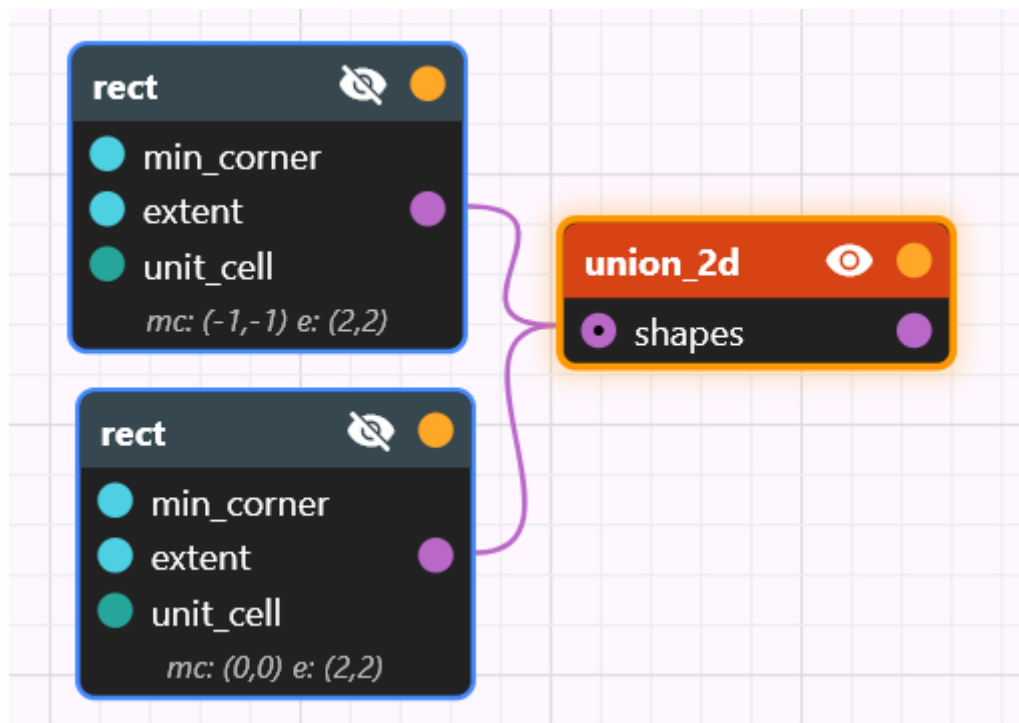 rect
min_corner
extent
unit_cell
mc: (-1,-1) e: (2,2)
union_2d
shapes
rect
min_corner
extent
unit_cell
mc: (0,0) e: (2,2)